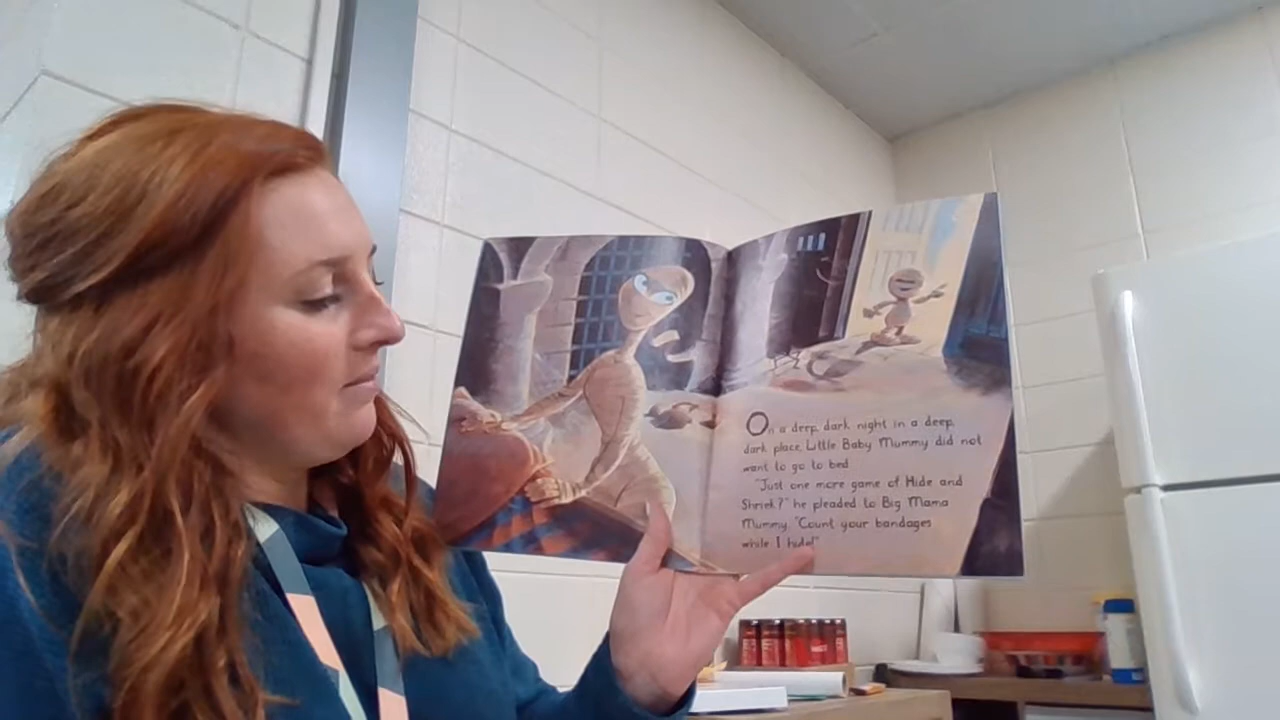 On a deep, dark night in a deep,
dark place, Little Baby Mummy did not
want to go to bed.
"Just one more game of Hide and
Shriek?" he pleaded to Big Mama
Mummy. "Count your bandages
while I hide!"